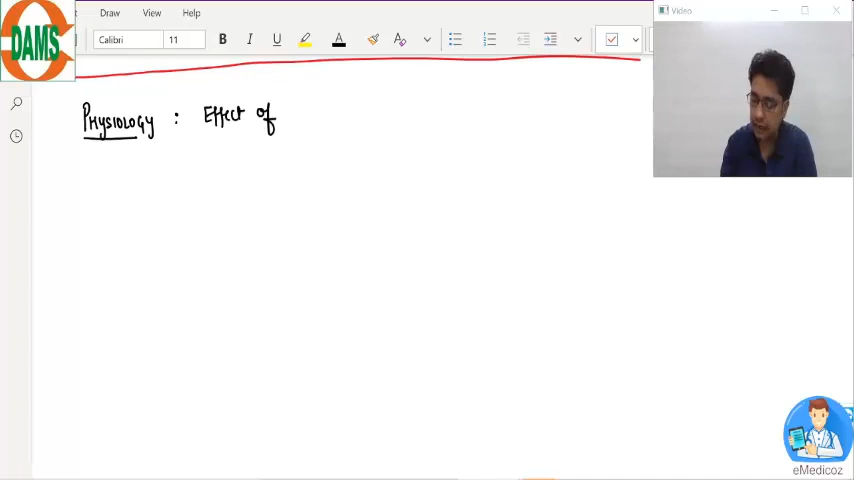 DAMS
Draw View Help
Video
Calibri 11 B I U A A
PHYSIOLOGY : Effect of
eMedicoz